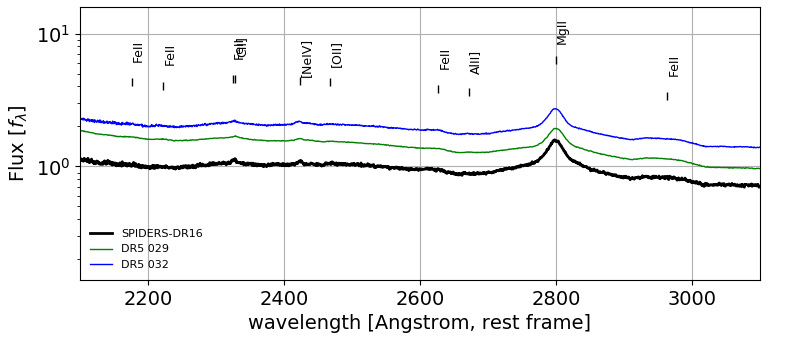 10¹
10⁰
Flux [fλ]
FeII
FeII
FeII
CII]
[NeIV]
[OII]
FeII
AlII]
MgII
FeII
SPIDERS-DR16
DR5 029
DR5 032
2200 2400 2600 2800 3000
wavelength [Angstrom, rest frame]